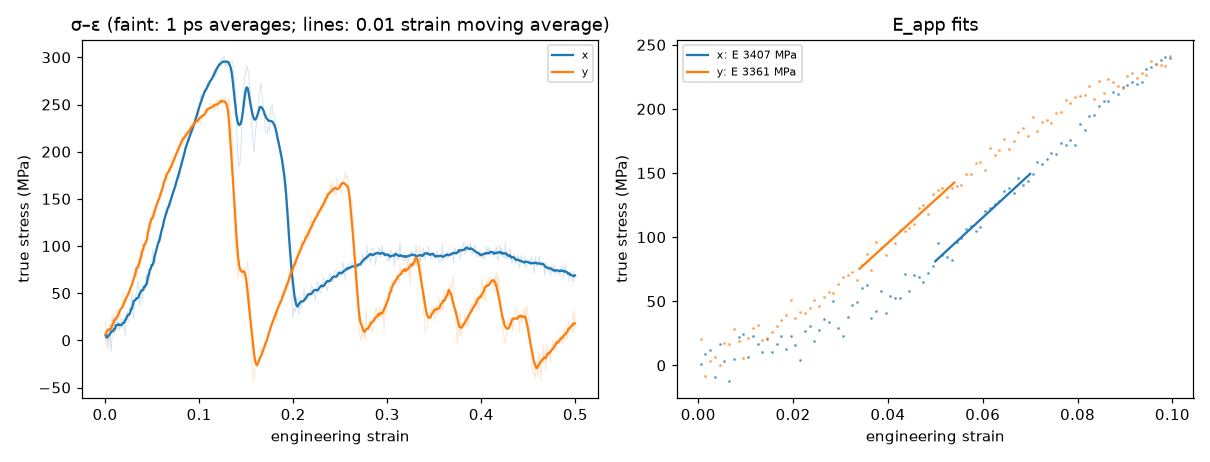 σ–ε (faint: 1 ps averages; lines: 0.01 strain moving average)
x
y
true stress (MPa)
300
250
200
150
100
50
0
−50
0.0
0.1
0.2
0.3
0.4
0.5
engineering strain
E_app fits
x: E 3407 MPa
y: E 3361 MPa
true stress (MPa)
250
200
150
100
50
0
0.00
0.02
0.04
0.06
0.08
0.10
engineering strain